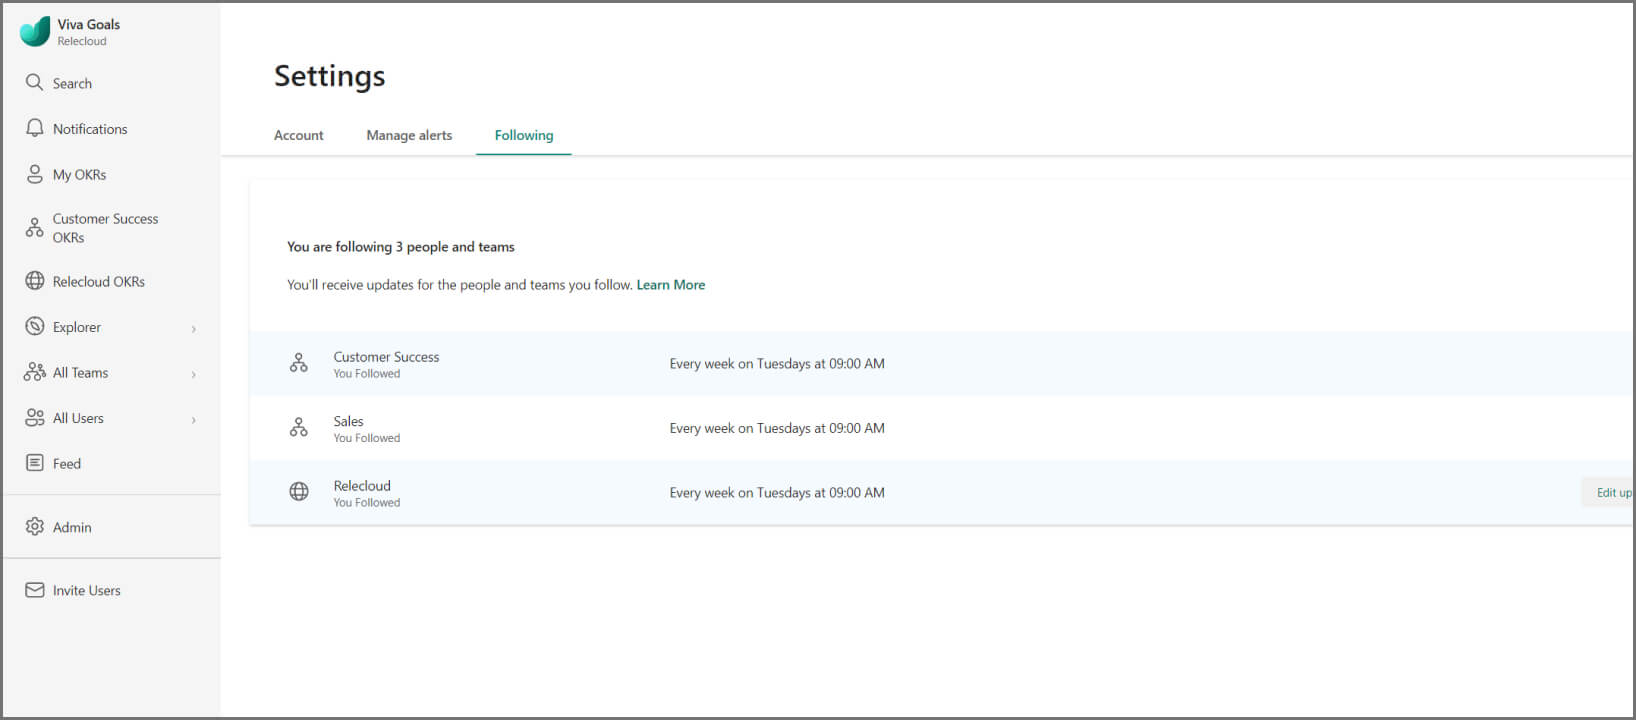 Viva Goals
Relecloud
Search
Notifications
My OKRs
Customer Success
OKRs
Relecloud OKRs
Explorer
All Teams
All Users
Feed
Admin
Invite Users
Settings
Account Manage alerts Following
You are following 3 people and teams
You'll receive updates for the people and teams you follow. Learn More
Customer Success
You Followed
Every week on Tuesdays at 09:00 AM
Sales
You Followed
Every week on Tuesdays at 09:00 AM
Relecloud
You Followed
Every week on Tuesdays at 09:00 AM
Edit up